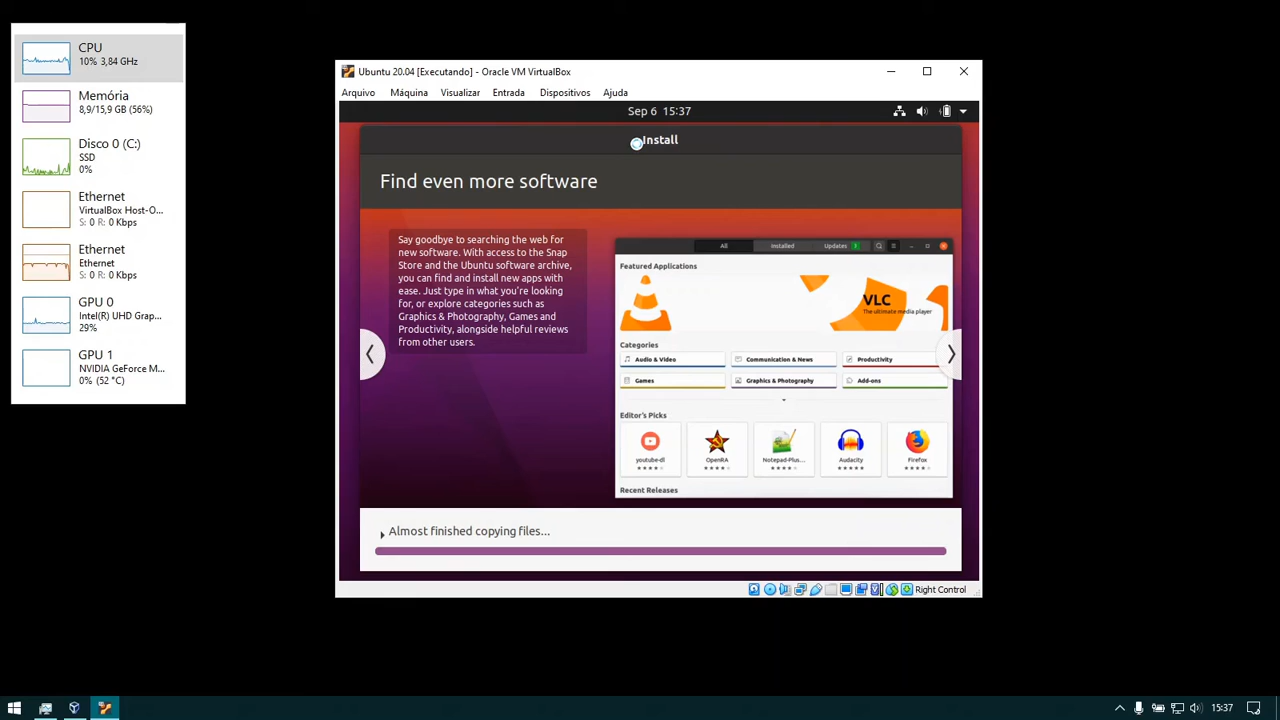 CPU
10% 3,84 GHz
Memória
8,9/15,9 GB (56%)
Disco 0 (C:)
SSD
0%
Ethernet
VirtualBox Host-O...
S: 0 R: 0 Kbps
Ethernet
Ethernet
S: 0 R: 0 Kbps
GPU 0
Intel(R) UHD Grap...
29%
GPU 1
NVIDIA GeForce M...
0% (52 °C)
Ubuntu 20.04 [Executando] - Oracle VM VirtualBox
Arquivo Máquina Visualizar Entrada Dispositivos Ajuda
Sep 6 15:37
Install
Find even more software
Say goodbye to searching the web for
new software. With access to the Snap
Store and the Ubuntu software archive,
you can find and install new apps with
ease. Just type in what you're looking
for, or explore categories such as
Graphics & Photography, Games and
Productivity, alongside helpful reviews
from other users.
All Installed Updates 3
Featured Applications
VLC
The ultimate media player
Categories
Audio & Video Communication & News Productivity
Games Graphics & Photography Add-ons
Editor's Picks
youtube-dl OpenRA Notepad-Plus... Audacity Firefox
Recent Releases
Almost finished copying files...
Right Control
15:37